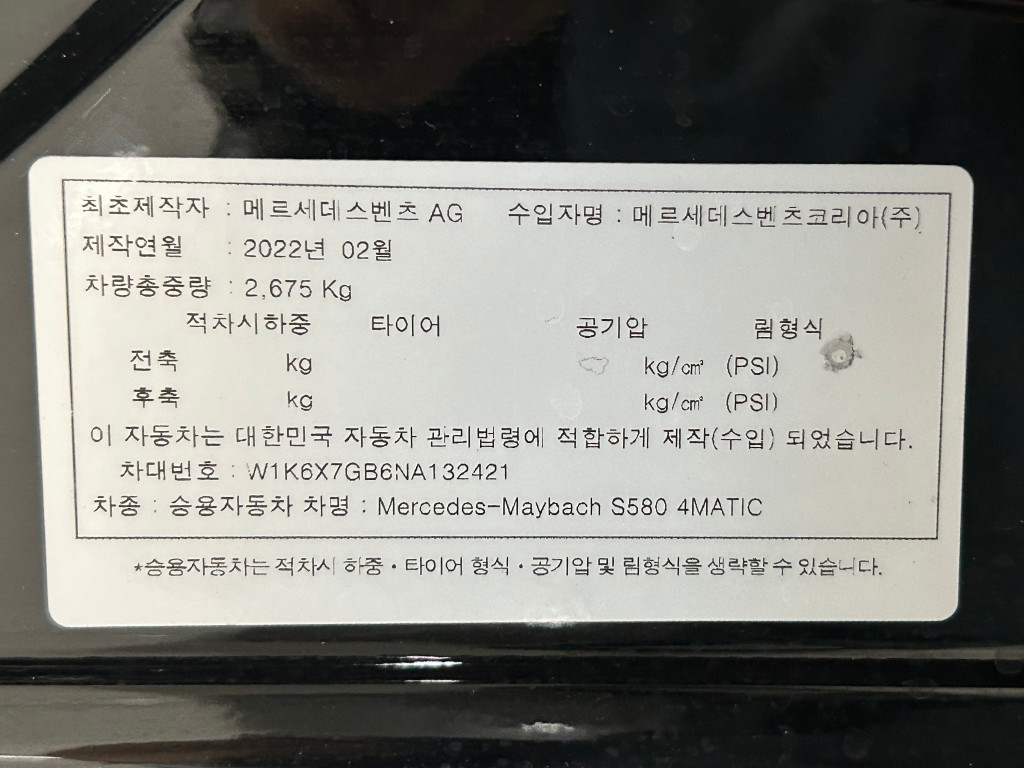 최초제작자 : 메르세데스벤츠 AG 수입자명 : 메르세데스벤츠코리아(주)
제작연월 : 2022년 02월
차량총중량 : 2,675 Kg
적차시하중 타이어 공기압 림형식
전축 kg kg/㎠ (PSI)
후축 kg kg/㎠ (PSI)
이 자동차는 대한민국 자동차 관리법령에 적합하게 제작(수입) 되었습니다.
차대번호 : W1K6X7GB6NA132421
차종 : 승용자동차 차명 : Mercedes-Maybach S580 4MATIC
*승용자동차는 적차시 하중·타이어 형식·공기압 및 림형식을 생략할 수 있습니다.